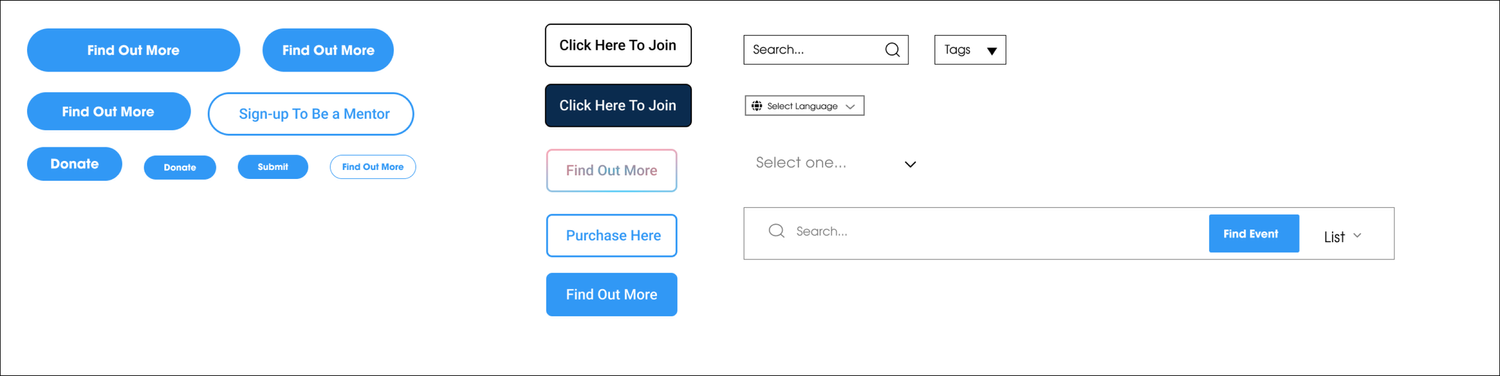 Find Out More
Find Out More
Find Out More
Sign-up To Be a Mentor
Donate
Donate
Submit
Find Out More
Click Here To Join
Click Here To Join
Find Out More
Purchase Here
Find Out More
Search...
Tags
Select Language
Select one...
Search...
Find Event
List